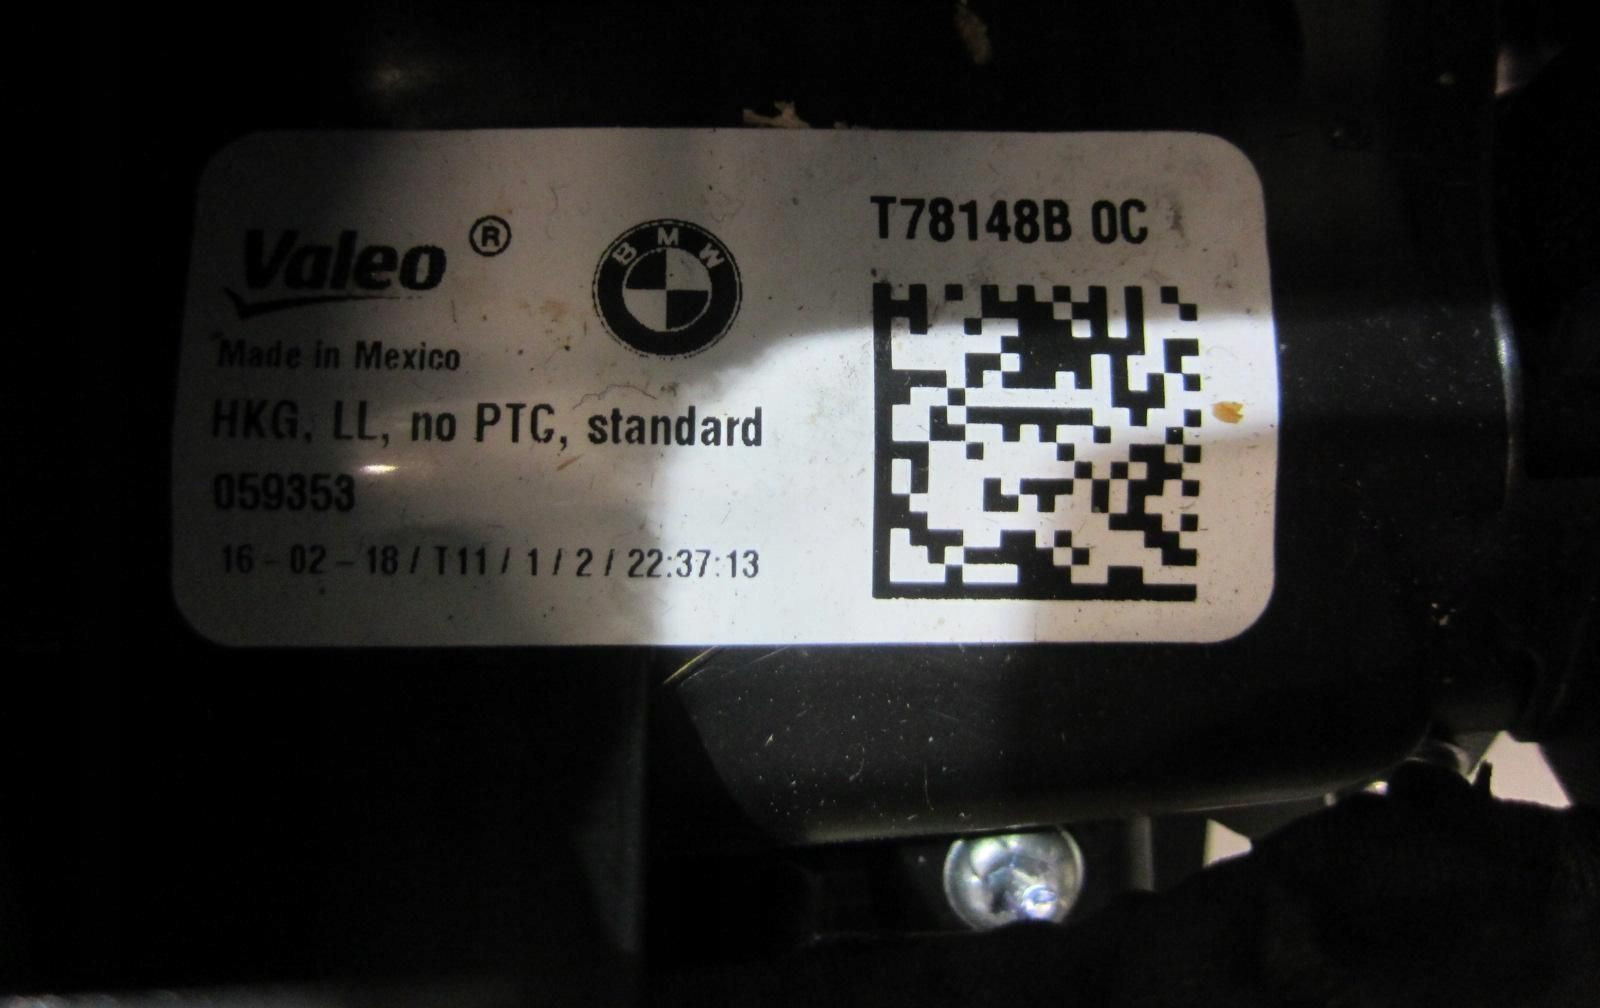 Valeo ®
BMW
T78148B 0C
Made in Mexico
HKG, LL, no PTC, standard
059353
16 - 02 - 18 / T11 / 1 / 2 / 22:37:13